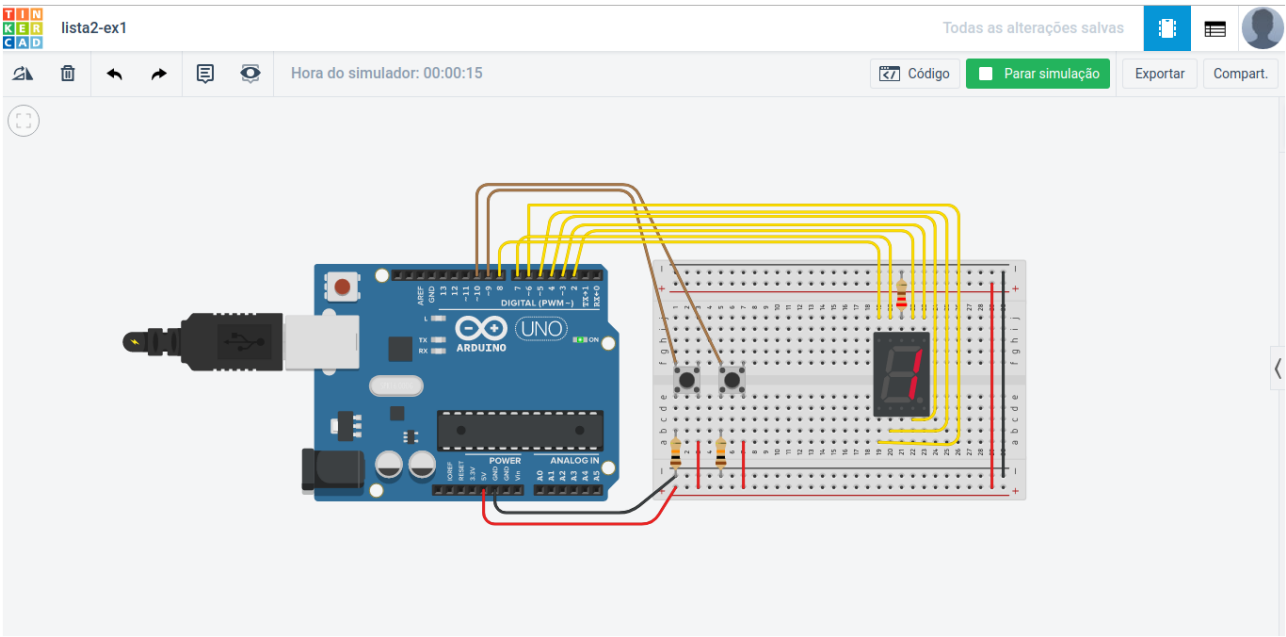 TIN
KER
CAD
lista2-ex1
Todas as alterações salvas
Hora do simulador: 00:00:15
Código
Parar simulação
Exportar
Compart.
AREF
GND
13
12
~11
~10
~9
8
7
~6
~5
4
~3
2
TX→1
RX←0
DIGITAL (PWM~)
L
TX
RX
ARDUINO
UNO
ON
IOREF
RESET
3.3V
5V
GND
GND
Vin
POWER
ANALOG IN
A0
A1
A2
A3
A4
A5
1